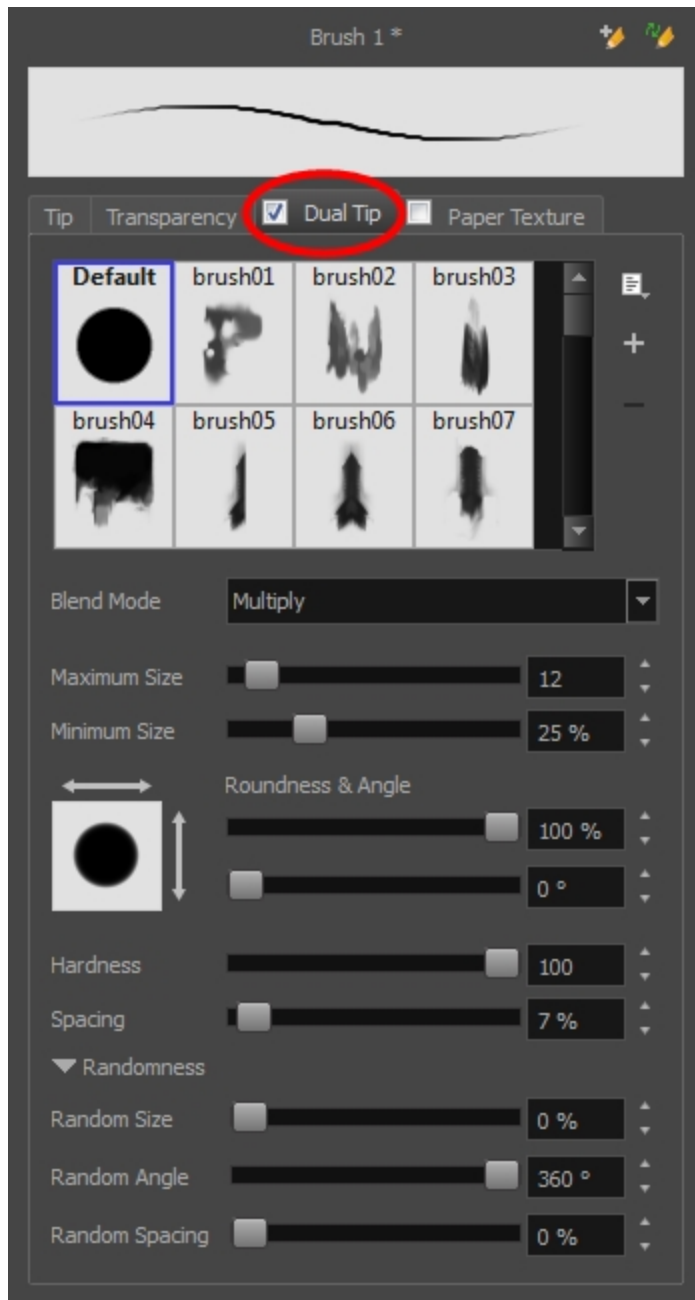 Brush 1 *
Tip Transparency Dual Tip Paper Texture
Default brush01 brush02 brush03
brush04 brush05 brush06 brush07
Blend Mode Multiply
Maximum Size 12
Minimum Size 25 %
Roundness & Angle
100 %
0 °
Hardness 100
Spacing 7 %
Randomness
Random Size 0 %
Random Angle 360 °
Random Spacing 0 %